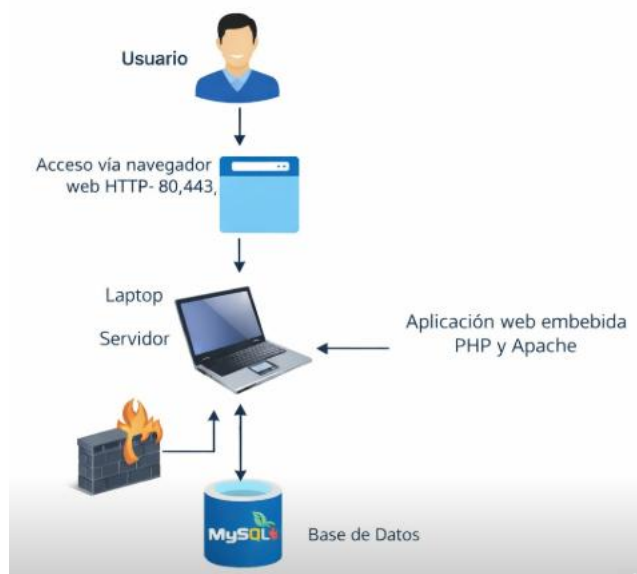 Usuario
Acceso vía navegador
web HTTP- 80,443,
Laptop
Servidor
Aplicación web embebida
PHP y Apache
MySQL
Base de Datos